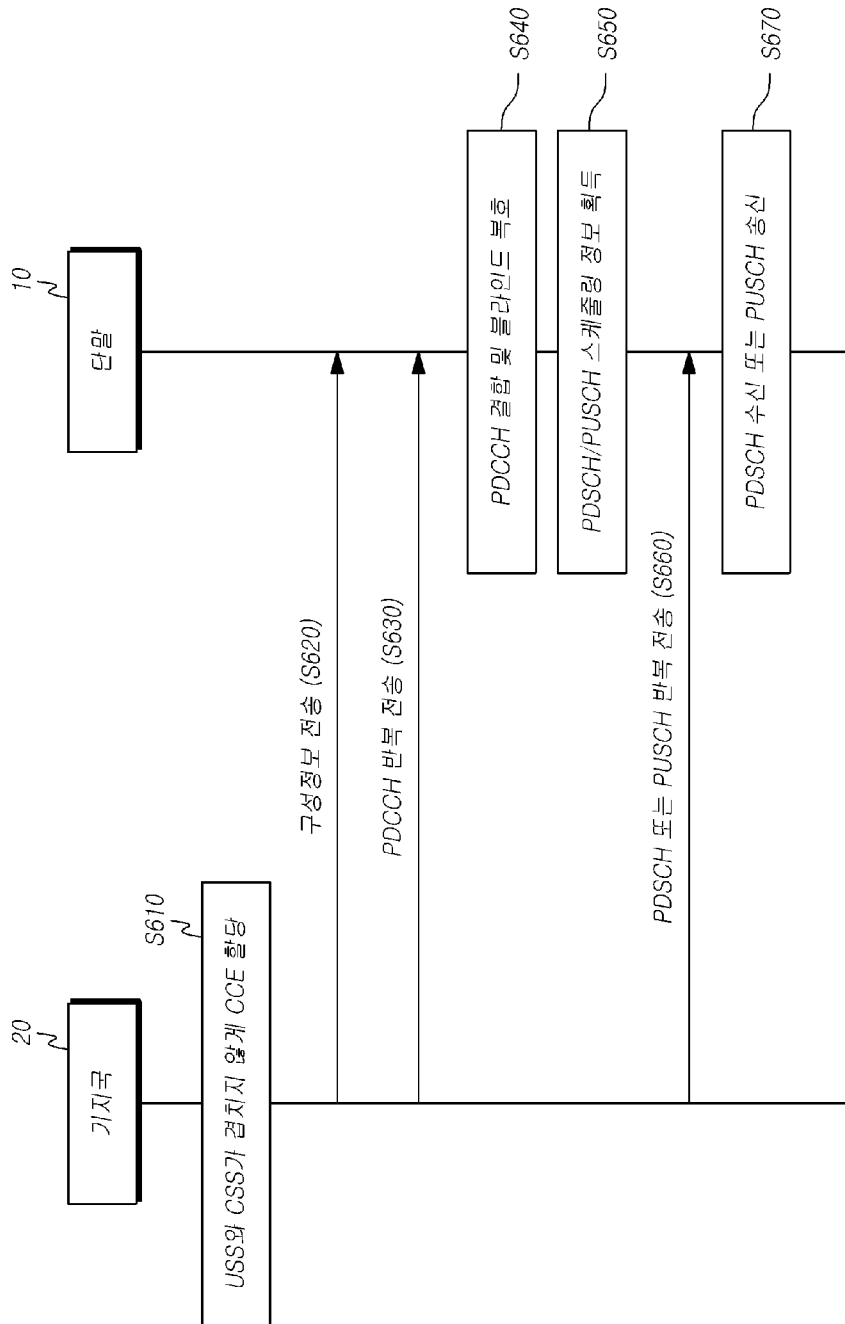 20
기지국
10
단말
S610
USS와 CSS가 겹치지 않게 CCE 할당
구성정보 전송 (S620)
PDCCH 반복 전송 (S630)
S640
PDCCH 결합 및 블라인드 복호
S650
PDSCH/PUSCH 스케줄링 정보 획득
PDSCH 또는 PUSCH 반복 전송 (S660)
S670
PDSCH 수신 또는 PUSCH 송신